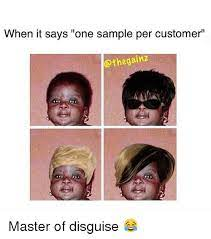 When it says "one sample per customer"
@thegainz
Master of disguise 😂